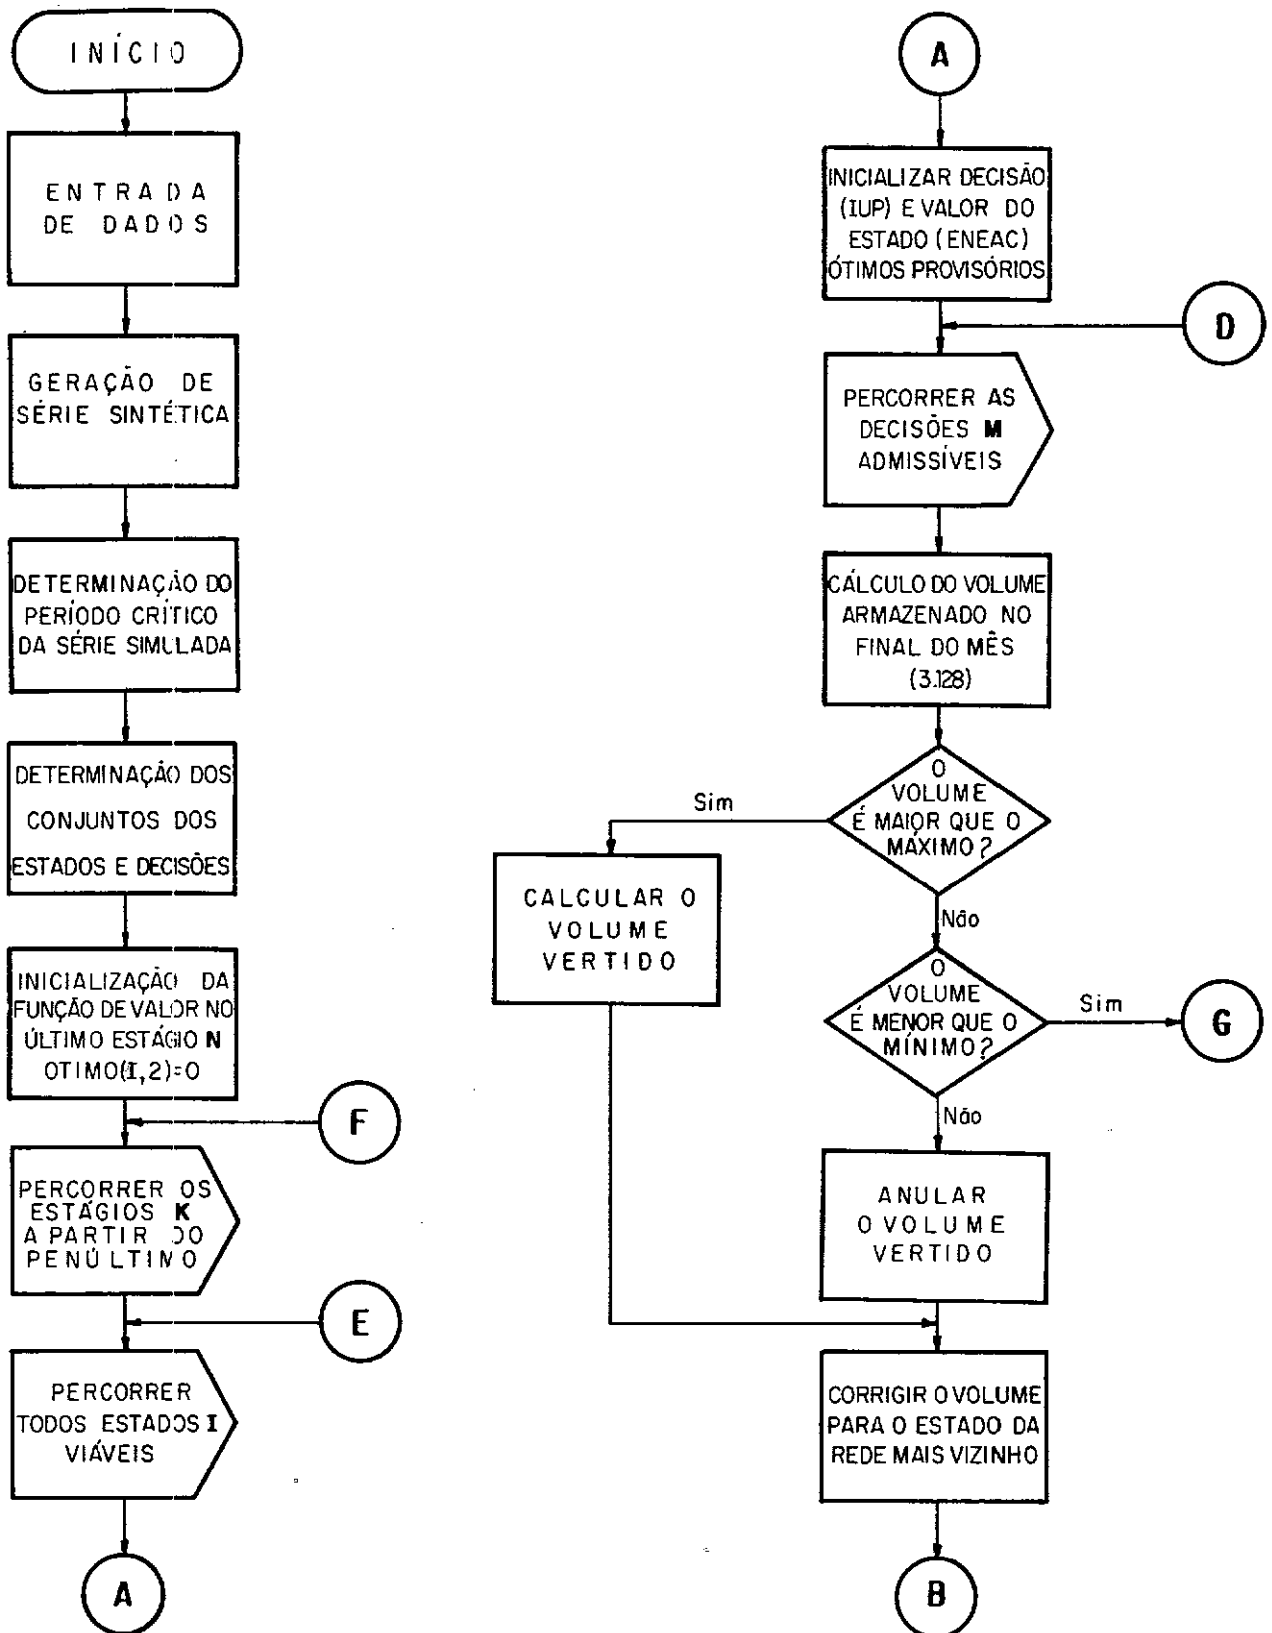 INÍCIO
ENTRADA
DE DADOS
GERAÇÃO DE
SÉRIE SINTÉTICA
DETERMINAÇÃO DO
PERÍODO CRÍTICO
DA SÉRIE SIMULADA
DETERMINAÇÃO DOS
CONJUNTOS DOS
ESTADOS E DECISÕES
INICIALIZAÇÃO DA
FUNÇÃO DE VALOR NO
ÚLTIMO ESTÁGIO N
OTIMO(I,2)=0
F
PERCORRER OS
ESTÁGIOS K
A PARTIR DO
PENÚLTIMO
E
PERCORRER
TODOS ESTADOS I
VIÁVEIS
A
A
INICIALIZAR DECISÃO
(IUP) E VALOR DO
ESTADO (ENEAC)
ÓTIMOS PROVISÓRIOS
D
PERCORRER AS
DECISÕES M
ADMISSÍVEIS
CÁLCULO DO VOLUME
ARMAZENADO NO
FINAL DO MÊS
(3.128)
O
VOLUME
É MAIOR QUE O
MÁXIMO?
Sim
CALCULAR O
VOLUME
VERTIDO
Não
O
VOLUME
É MENOR QUE O
MÍNIMO?
Sim
G
Não
ANULAR
O VOLUME
VERTIDO
CORRIGIR O VOLUME
PARA O ESTADO DA
REDE MAIS VIZINHO
B